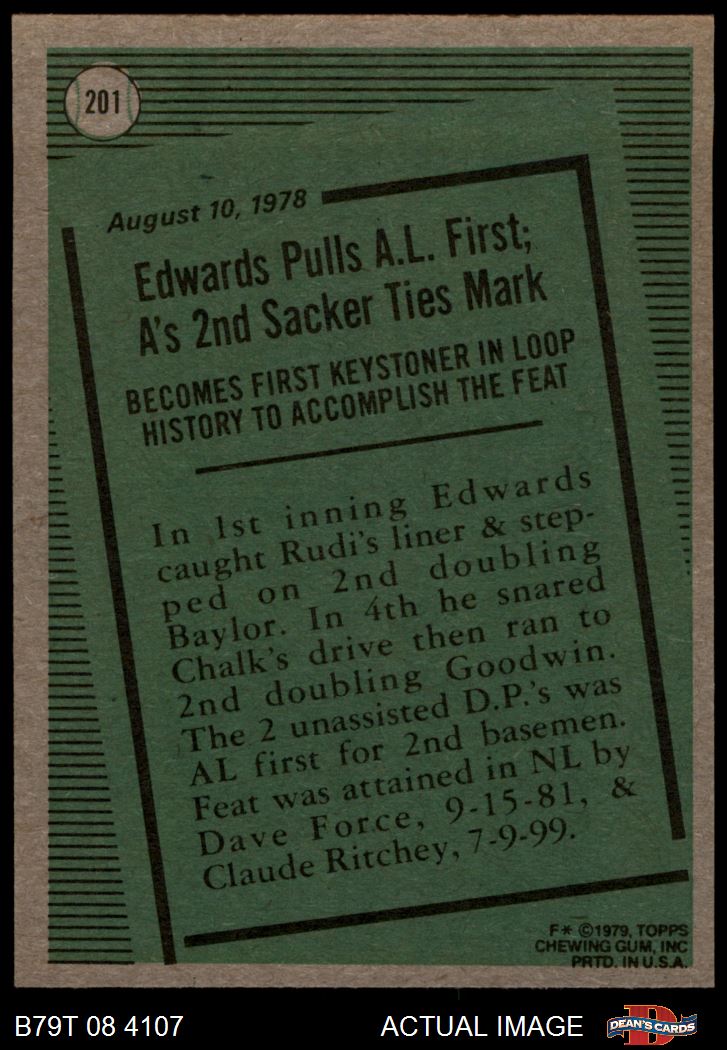 201
August 10, 1978
Edwards Pulls A.L. First;
A's 2nd Sacker Ties Mark
BECOMES FIRST KEYSTONER IN LOOP
HISTORY TO ACCOMPLISH THE FEAT
In 1st inning Edwards
caught Rudi's liner & step-
ped on 2nd doubling
Baylor. In 4th he snared
Chalk's drive then ran to
2nd doubling Goodwin.
The 2 unassisted D.P.'s was
AL first for 2nd basemen.
Feat was attained in NL by
Dave Force, 9-15-81, &
Claude Ritchey, 7-9-99.
F* ©1979, TOPPS
CHEWING GUM, INC
PRTD. IN U.S.A.
B79T 08 4107
ACTUAL IMAGE
D
DEAN'S CARDS